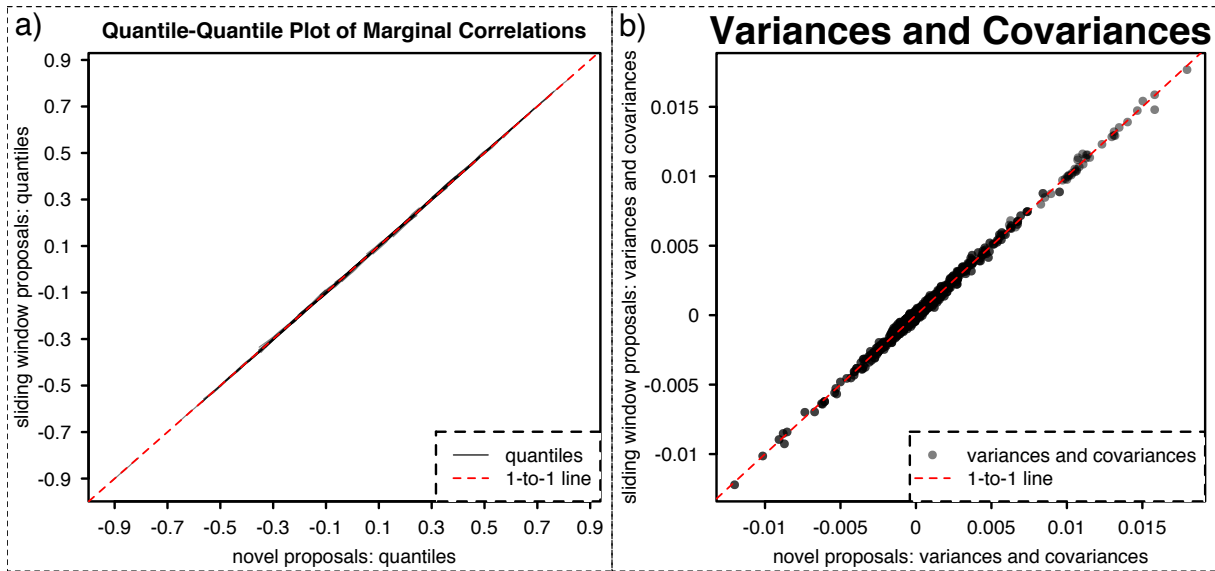 a)
Quantile-Quantile Plot of Marginal Correlations
sliding window proposals: quantiles
0.9
0.7
0.5
0.3
0.1
-0.1
-0.3
-0.5
-0.7
-0.9
quantiles
1-to-1 line
-0.9 -0.7 -0.5 -0.3 -0.1 0.1 0.3 0.5 0.7 0.9
novel proposals: quantiles
b)
Variances and Covariances
sliding window proposals: variances and covariances
0.015
0.01
0.005
0
-0.005
-0.01
variances and covariances
1-to-1 line
-0.01 -0.005 0 0.005 0.01 0.015
novel proposals: variances and covariances